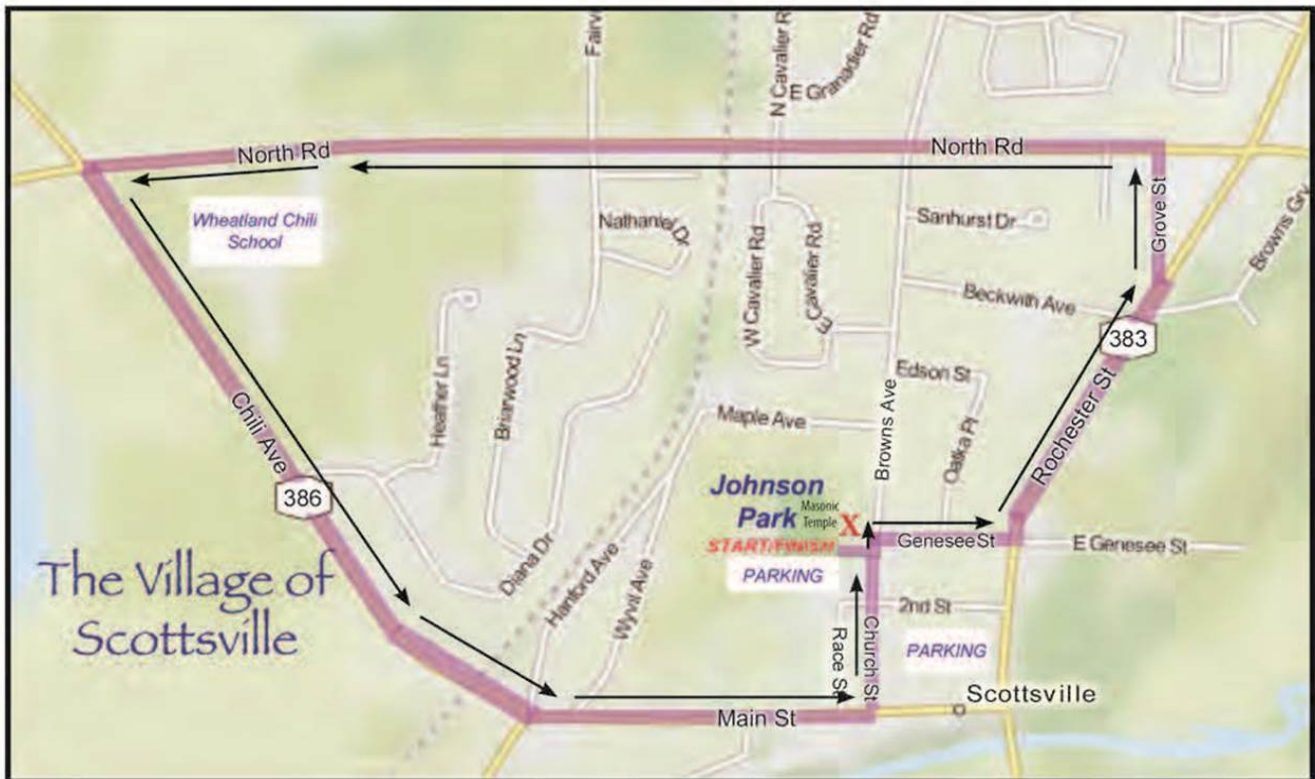 Fairv
N Cavalier R
E Granadier Rd
North Rd
North Rd
Wheatland Chili
School
Nathaniel Dr
Sanhurst Dr
Grove St
Browns Gr
W Cavalier Rd
E Cavalier Rd
Beckwith Ave
383
Heather Ln
Briarwood Ln
Edson St
Chili Ave
Maple Ave
Browns Ave
Oatka Pl
Rochester St
386
Johnson
Park
Masonic
Temple
X
START/FINISH
PARKING
Genesee St
E Genesee St
The Village of
Scottsville
Diana Dr
Hanford Ave
Wyvil Ave
2nd St
Race St
Church St
PARKING
Scottsville
Main St